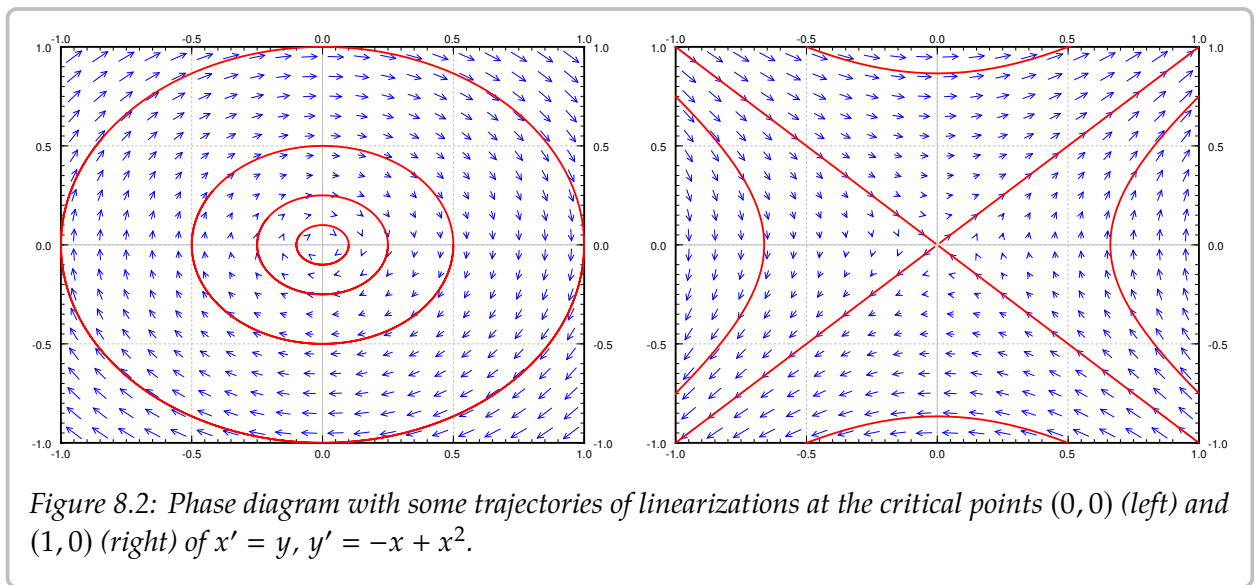 -1.0 -0.5 0.0 0.5 1.0 -1.0 -0.5 0.0 0.5 1.0
1.0 1.0 1.0 1.0
0.5 0.5 0.5 0.5
0.0 0.0 0.0 0.0
-0.5 -0.5 -0.5 -0.5
-1.0 -1.0 -1.0 -1.0
-1.0 -0.5 0.0 0.5 1.0 -1.0 -0.5 0.0 0.5 1.0
Figure 8.2: Phase diagram with some trajectories of linearizations at the critical points (0, 0) (left) and
(1, 0) (right) of x′ = y, y′ = −x + x².